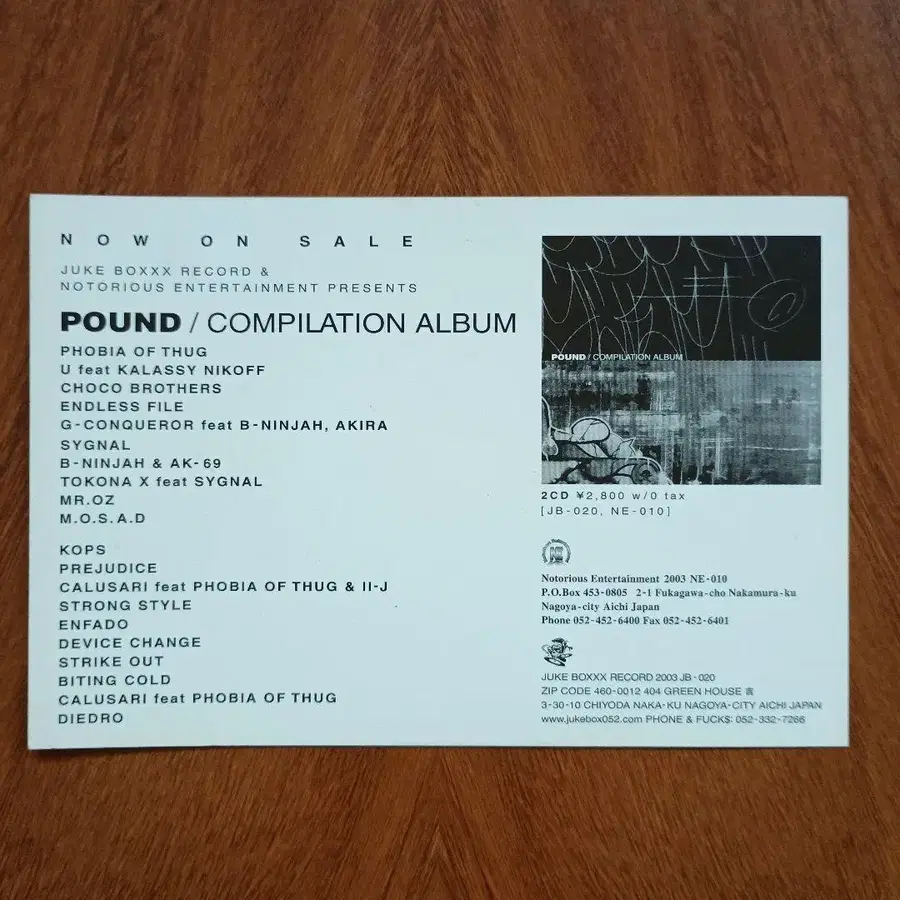 NOW ON SALE
JUKE BOXXX RECORD &
NOTORIOUS ENTERTAINMENT PRESENTS
POUND / COMPILATION ALBUM
PHOBIA OF THUG
U feat KALASSY NIKOFF
CHOCO BROTHERS
ENDLESS FILE
G-CONQUEROR feat B-NINJAH, AKIRA
SYGNAL
B-NINJAH & AK-69
TOKONA X feat SYGNAL
MR.OZ
M.O.S.A.D
KOPS
PREJUDICE
CALUSARI feat PHOBIA OF THUG & II-J
STRONG STYLE
ENFADO
DEVICE CHANGE
STRIKE OUT
BITING COLD
CALUSARI feat PHOBIA OF THUG
DIEDRO
POUND / COMPILATION ALBUM
2CD ¥2,800 w/0 tax
[JB-020, NE-010]
Notorious Entertainment 2003 NE-010
P.O.Box 453-0805 2-1 Fukagawa-cho Nakamura-ku
Nagoya-city Aichi Japan
Phone 052-452-6400 Fax 052-452-6401
JUKE BOXXX RECORD 2003 JB-020
ZIP CODE 460-0012 404 GREEN HOUSE
3-30-10 CHIYODA NAKA-KU NAGOYA-CITY AICHI JAPAN
www.jukebox052.com PHONE & FUCK$: 052-332-7266